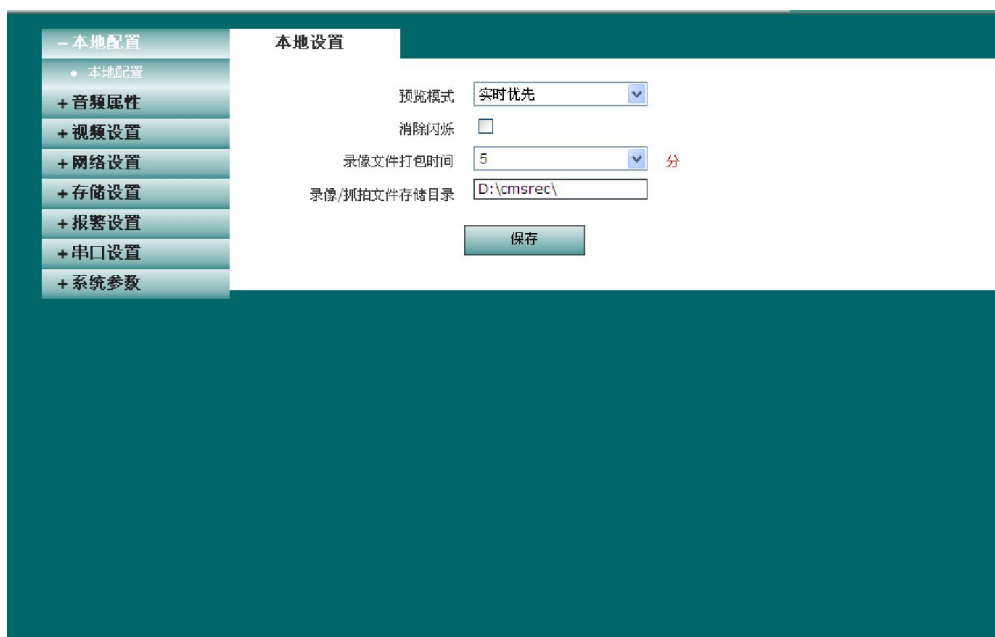 －本地配置
● 本地配置
+音频属性
+视频设置
+网络设置
+存储设置
+报警设置
+串口设置
+系统参数
本地设置
预览模式 实时优先
消除闪烁
录像文件打包时间 5 分
录像/抓拍文件存储目录 D:\cmsrec\
保存